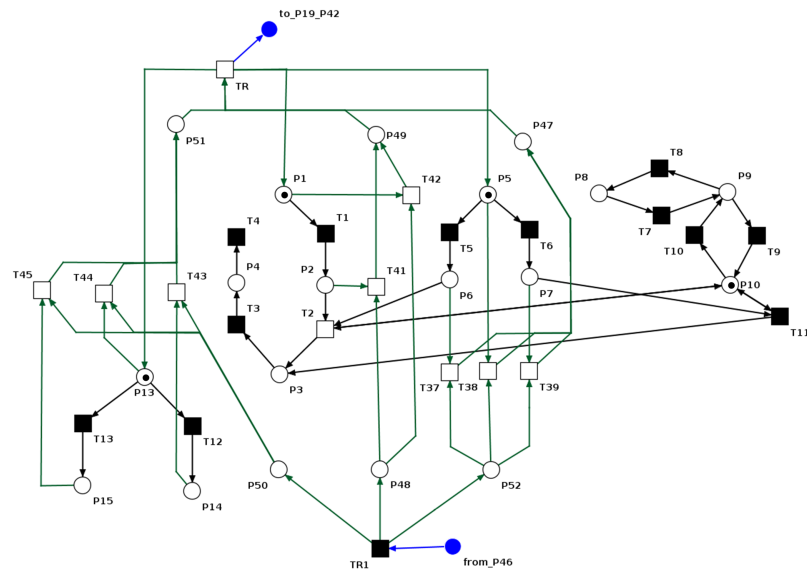 to_P19_P42
TR
P51
P49
P47
T8
P8
P9
P1
T42
P5
T7
T4
T1
T5
T6
T10
T9
P4
P2
T41
P6
P7
P10
T45
T44
T43
T3
T2
T11
P3
T37
T38
T39
P13
T13
T12
P15
P14
P50
P48
P52
TR1
from_P46